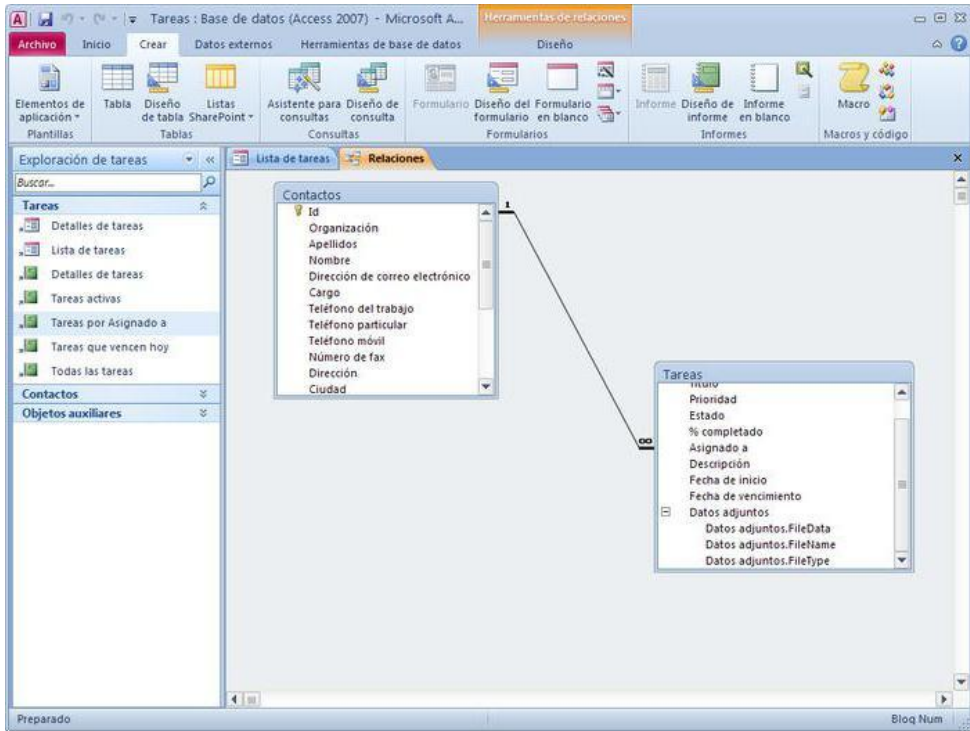 Tareas : Base de datos (Access 2007) - Microsoft A...
Herramientas de relaciones
Archivo Inicio Crear Datos externos Herramientas de base de datos Diseño
Elementos de aplicación
Tabla
Diseño de tabla
Listas SharePoint
Asistente para consultas
Diseño de consulta
Formulario
Diseño del formulario
Formulario en blanco
Informe
Diseño de informe
Informe en blanco
Macro
Plantillas Tablas Consultas Formularios Informes Macros y código
Exploración de tareas
Buscar...
Tareas
Detalles de tareas
Lista de tareas
Detalles de tareas
Tareas activas
Tareas por Asignado a
Tareas que vencen hoy
Todas las tareas
Contactos
Objetos auxiliares
Lista de tareas Relaciones
Contactos
Id
Organización
Apellidos
Nombre
Dirección de correo electrónico
Cargo
Teléfono del trabajo
Teléfono particular
Teléfono móvil
Número de fax
Dirección
Ciudad
1
∞
Tareas
Título
Prioridad
Estado
% completado
Asignado a
Descripción
Fecha de inicio
Fecha de vencimiento
Datos adjuntos
Datos adjuntos.FileData
Datos adjuntos.FileName
Datos adjuntos.FileType
Preparado
Bloq Num